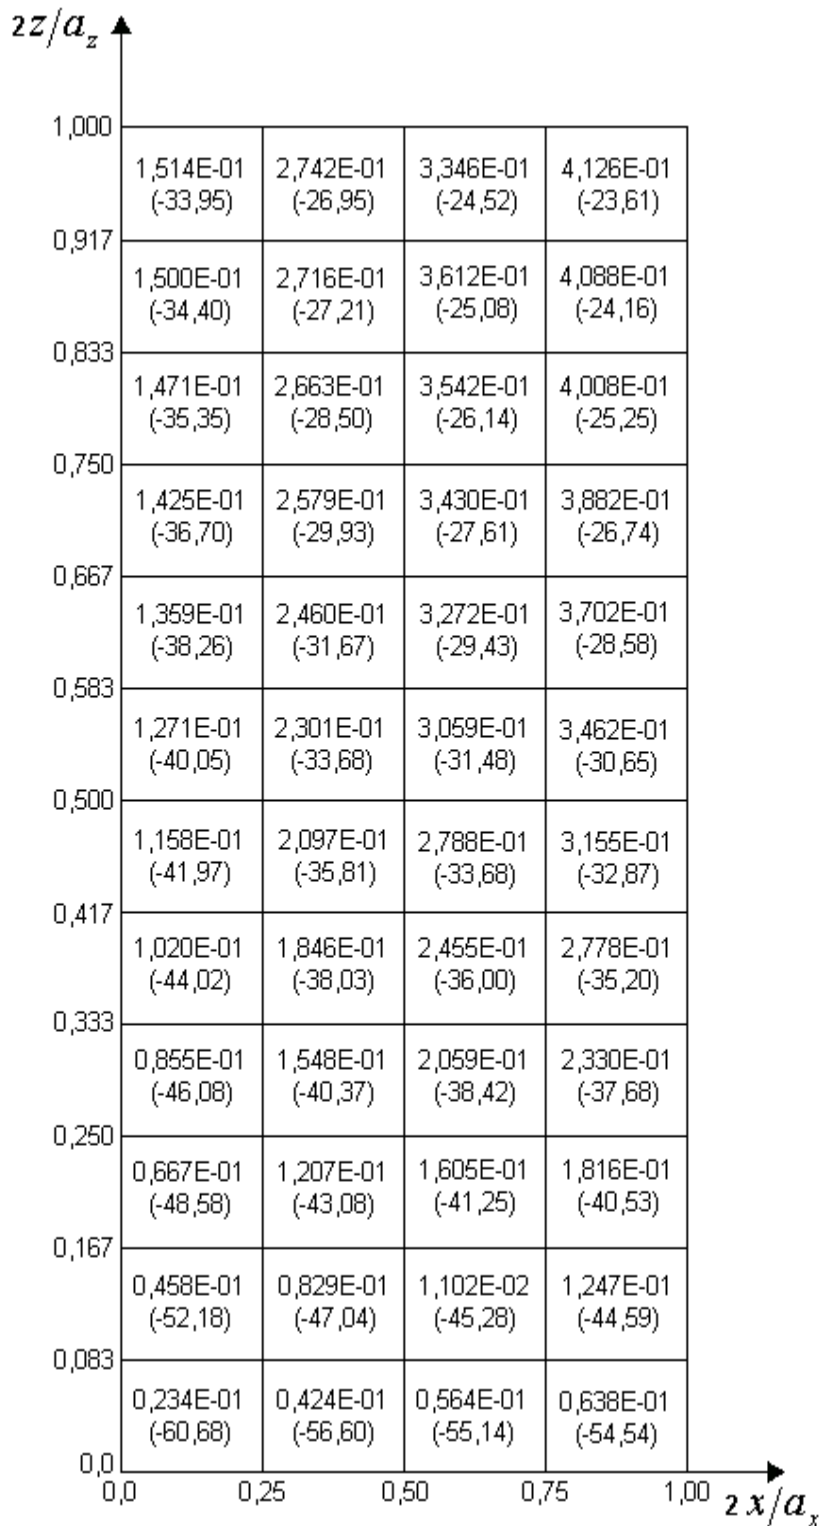 2z/a_z
1,000
1,514E-01 2,742E-01 3,346E-01 4,126E-01
(-33,95) (-26,95) (-24,52) (-23,61)
0,917
1,500E-01 2,716E-01 3,612E-01 4,088E-01
(-34,40) (-27,21) (-25,08) (-24,16)
0,833
1,471E-01 2,663E-01 3,542E-01 4,008E-01
(-35,35) (-28,50) (-26,14) (-25,25)
0,750
1,425E-01 2,579E-01 3,430E-01 3,882E-01
(-36,70) (-29,93) (-27,61) (-26,74)
0,667
1,359E-01 2,460E-01 3,272E-01 3,702E-01
(-38,26) (-31,67) (-29,43) (-28,58)
0,583
1,271E-01 2,301E-01 3,059E-01 3,462E-01
(-40,05) (-33,68) (-31,48) (-30,65)
0,500
1,158E-01 2,097E-01 2,788E-01 3,155E-01
(-41,97) (-35,81) (-33,68) (-32,87)
0,417
1,020E-01 1,846E-01 2,455E-01 2,778E-01
(-44,02) (-38,03) (-36,00) (-35,20)
0,333
0,855E-01 1,548E-01 2,059E-01 2,330E-01
(-46,08) (-40,37) (-38,42) (-37,68)
0,250
0,667E-01 1,207E-01 1,605E-01 1,816E-01
(-48,58) (-43,08) (-41,25) (-40,53)
0,167
0,458E-01 0,829E-01 1,102E-02 1,247E-01
(-52,18) (-47,04) (-45,28) (-44,59)
0,083
0,234E-01 0,424E-01 0,564E-01 0,638E-01
(-60,68) (-56,60) (-55,14) (-54,54)
0,0
0,0 0,25 0,50 0,75 1,00 2x/a_x